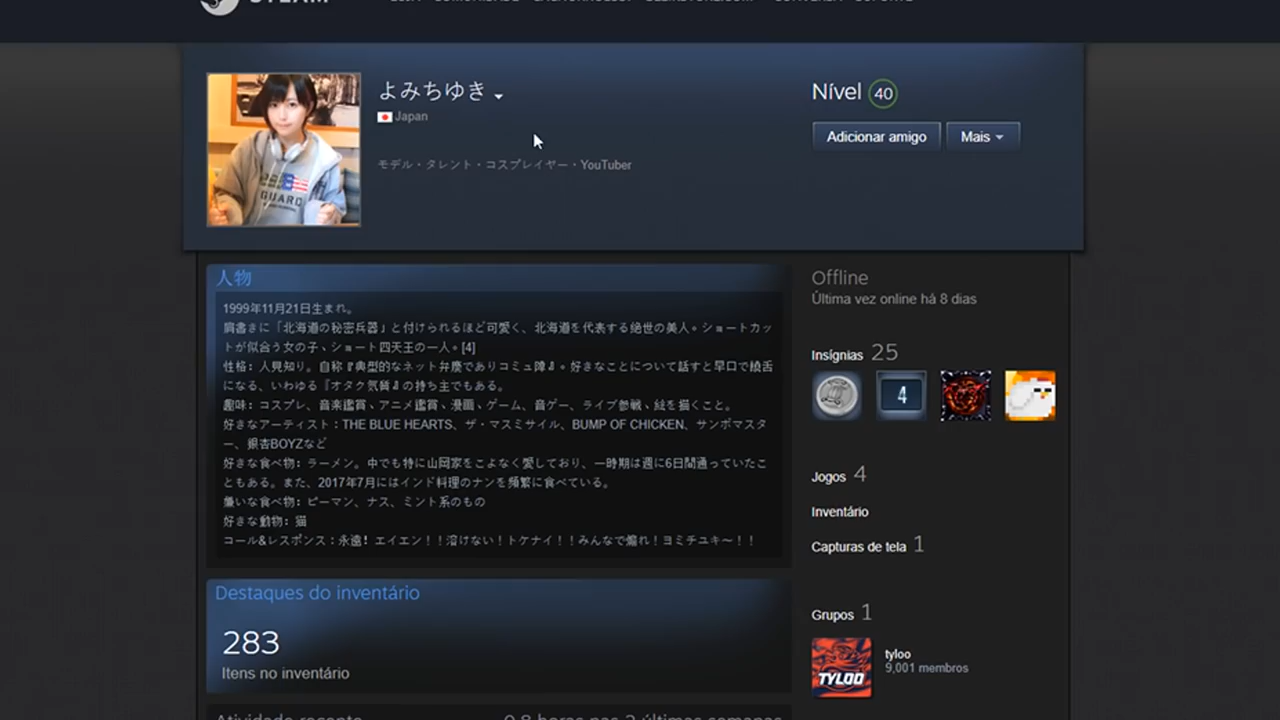 よみちゆき
Japan
モデル・タレント・コスプレイヤー・YouTuber
Nível 40
Adicionar amigo
Mais
人物
1999年11月21日生まれ。
肩書きに「北海道の秘密兵器」と付けられるほど可愛く、北海道を代表する絶世の美人。ショートカッ
トが似合う女の子、ショート四天王の一人。[4]
性格：人見知り。自称『典型的なネット弁慶でありコミュ障』。好きなことについて話すと早口で饒舌
になる、いわゆる『オタク気質』の持ち主でもある。
趣味：コスプレ、音楽鑑賞、アニメ鑑賞、漫画、ゲーム、音ゲー、ライブ参戦、絵を描くこと。
好きなアーティスト：THE BLUE HEARTS、ザ・マスミサイル、BUMP OF CHICKEN、サンボマスタ
ー、銀杏BOYZなど
好きな食べ物：ラーメン。中でも特に山岡家をこよなく愛しており、一時期は週に6日間通っていたこ
ともある。また、2017年7月にはインド料理のナンを頻繁に食べている。
嫌いな食べ物：ピーマン、ナス、ミント系のもの
好きな動物：猫
コール&レスポンス：永遠！エイエン！！溶けない！トケナイ！！みんなで煽れ！ヨミチユキ〜！！
Offline
Última vez online há 8 dias
Insígnias 25
4
Jogos 4
Inventário
Capturas de tela 1
Grupos 1
TYLOO
tyloo
9,001 membros
Destaques do inventário
283
Itens no inventário
GUARD